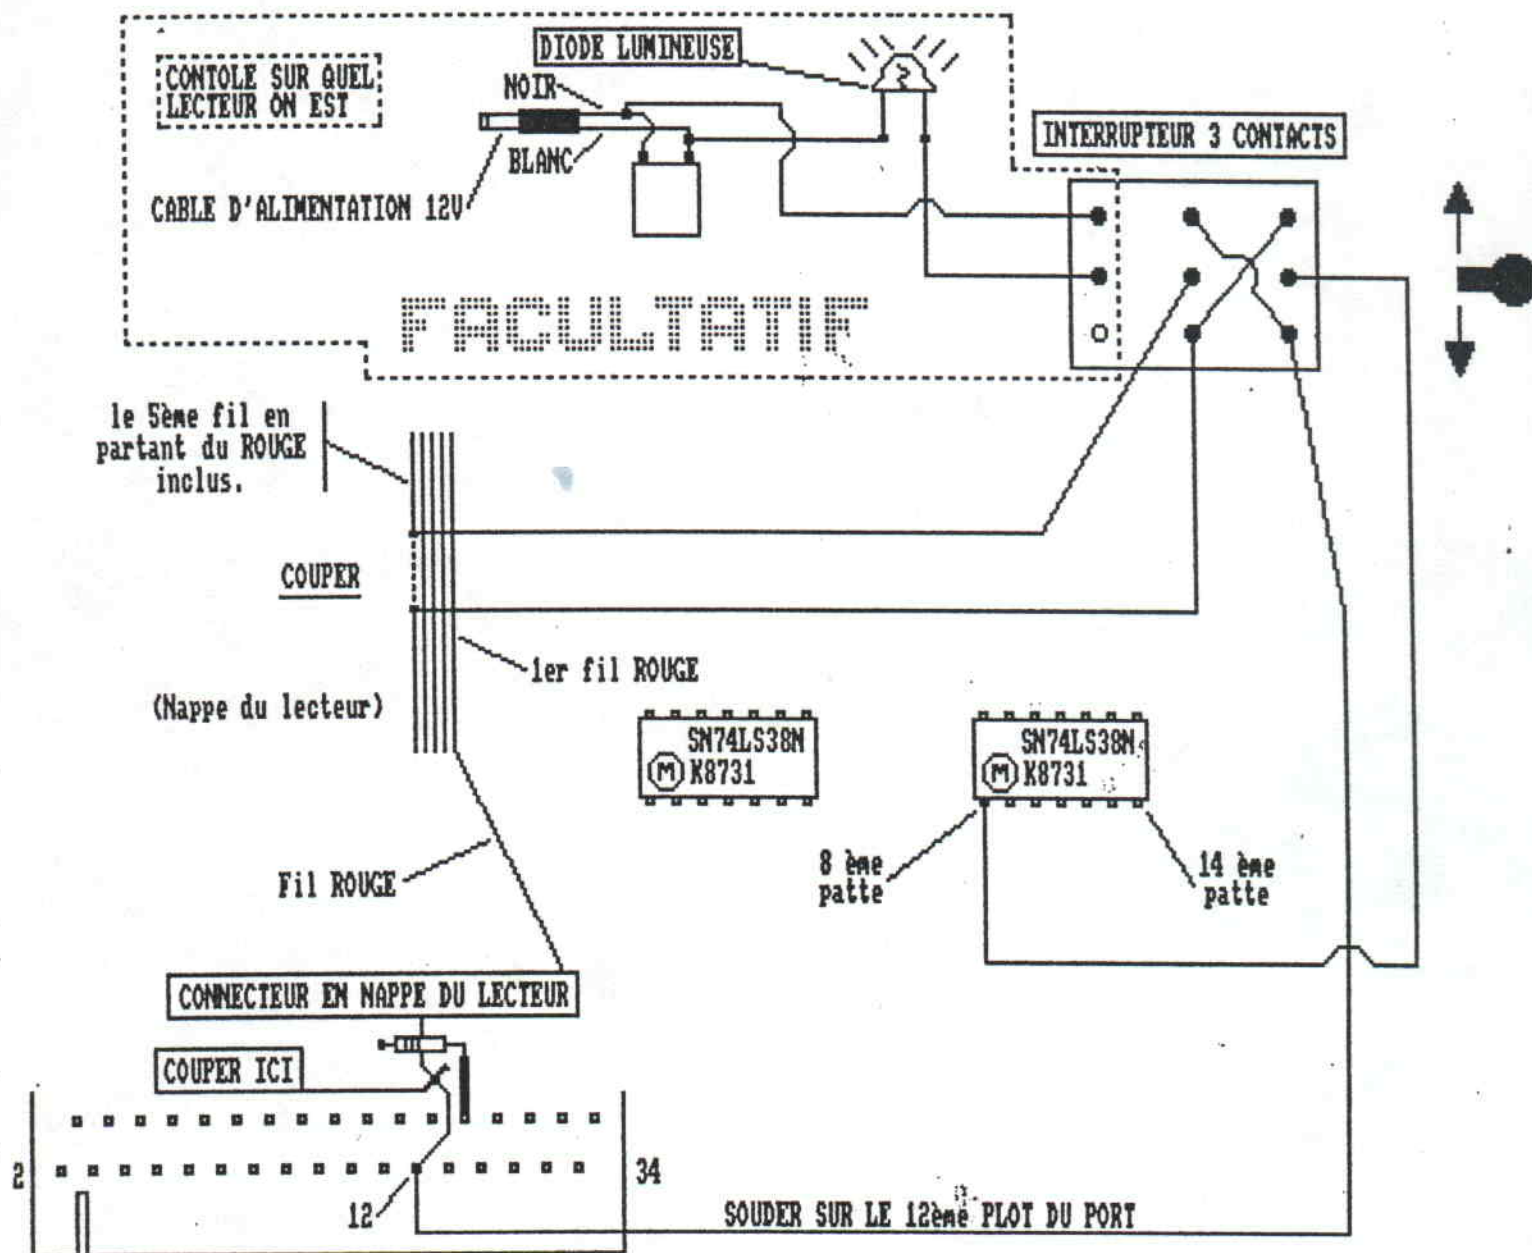 DIODE LUMINEUSE
CONTOLE SUR QUEL
LECTEUR ON EST
NOIR
BLANC
CABLE D'ALIMENTATION 12V
INTERRUPTEUR 3 CONTACTS
FACULTATIF
le 5ème fil en
partant du ROUGE
inclus.
COUPER
1er fil ROUGE
(Nappe du lecteur)
SN74LS38N
M K8731
SN74LS38N
M K8731
8 ème
patte
14 ème
patte
Fil ROUGE
CONNECTEUR EN NAPPE DU LECTEUR
COUPER ICI
2
34
12
SOUDER SUR LE 12ème PLOT DU PORT